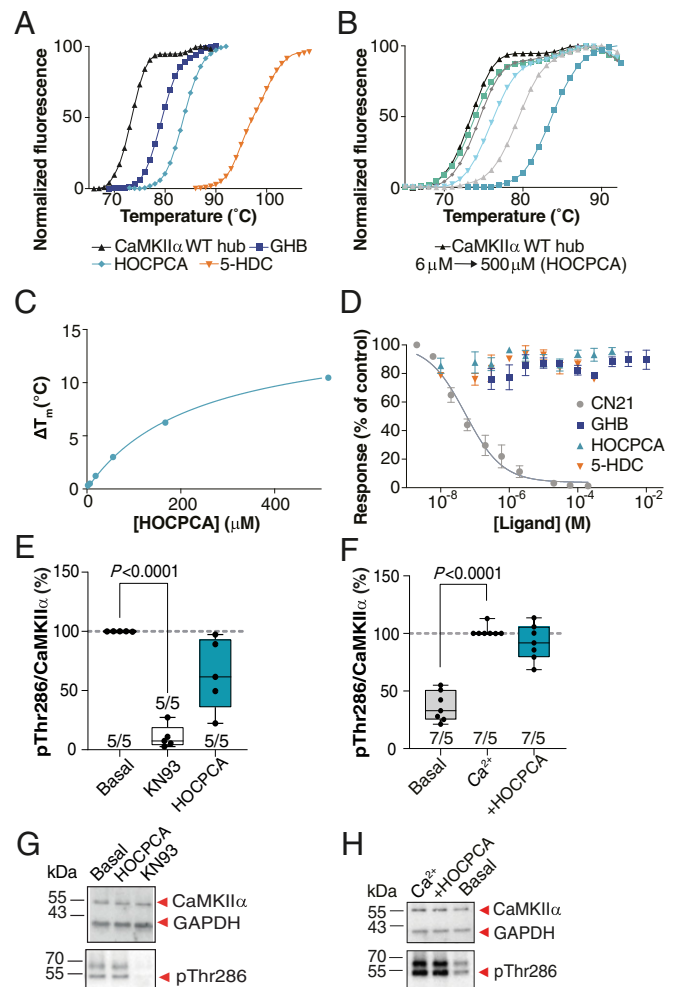 A
Normalized fluorescence
100
50
0
70 80 90 100
Temperature (˚C)
CaMKIIα WT hub GHB
HOCPCA 5-HDC
B
Normalized fluorescence
100
50
0
70 80 90
Temperature (˚C)
CaMKIIα WT hub
6 μM 500 μM (HOCPCA)
C
ΔTm (°C)
15
10
5
0
0 200 400
[HOCPCA] (μM)
D
Response (% of control)
100
80
60
40
20
0
CN21
GHB
HOCPCA
5-HDC
10⁻⁸ 10⁻⁶ 10⁻⁴ 10⁻²
[Ligand] (M)
E
pThr286/CaMKIIα (%)
150
100
50
0
P<0.0001
5/5 5/5 5/5
Basal KN93 HOCPCA
F
pThr286/CaMKIIα (%)
150
100
50
0
P<0.0001
7/5 7/5 7/5
Basal Ca²⁺ +HOCPCA
G
Basal HOCPCA KN93
kDa
55
43
CaMKIIα
GAPDH
70
55
pThr286
H
Ca²⁺ +HOCPCA Basal
kDa
55
43
CaMKIIα
GAPDH
70
55
pThr286